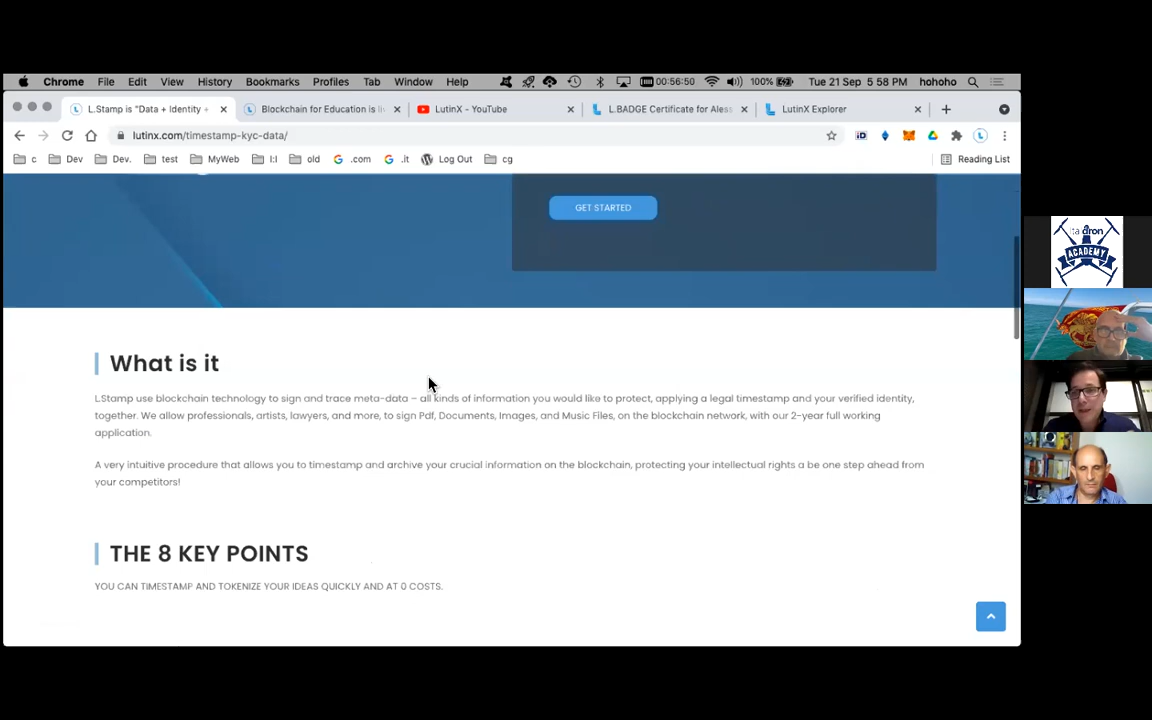 Chrome File Edit View History Bookmarks Profiles Tab Window Help 00:56:50 100% Tue 21 Sep 5:58 PM hohoho
L.Stamp is "Data + Identity + Blockchain for Education is li LutinX - YouTube L.BADGE Certificate for Aless LutinX Explorer
lutinx.com/timestamp-kyc-data/
c Dev Dev. test MyWeb l:l old .com .it Log Out cg Reading List
GET STARTED
What is it
L.Stamp use blockchain technology to sign and trace meta-data – all kinds of information you would like to protect, applying a legal timestamp and your verified identity,
together. We allow professionals, artists, lawyers, and more, to sign Pdf, Documents, Images, and Music Files, on the blockchain network, with our 2-year full working
application.
A very intuitive procedure that allows you to timestamp and archive your crucial information on the blockchain, protecting your intellectual rights a be one step ahead from
your competitors!
THE 8 KEY POINTS
YOU CAN TIMESTAMP AND TOKENIZE YOUR IDEAS QUICKLY AND AT 0 COSTS.
ita dron
ACADEMY